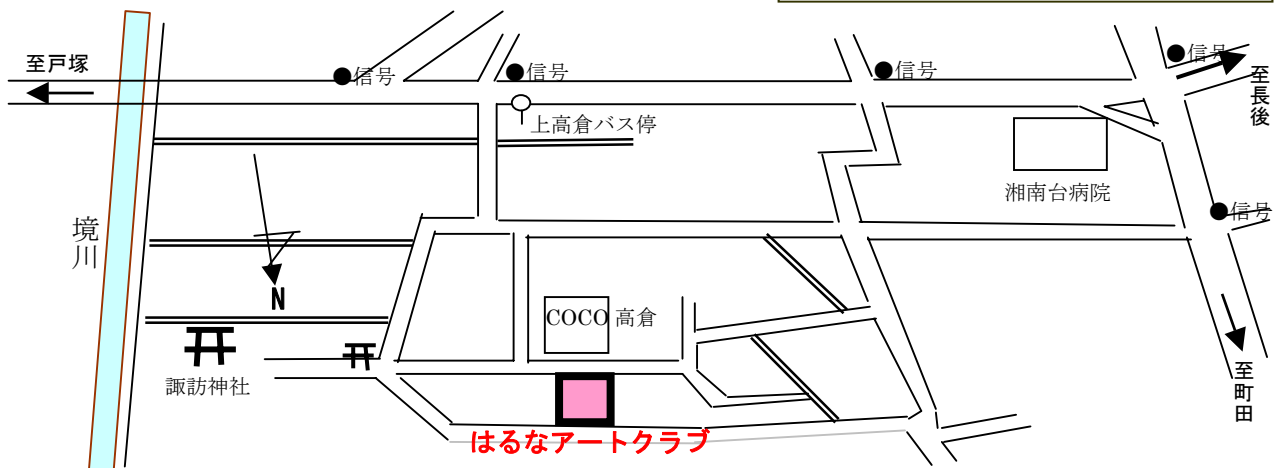 至戸塚
信号
信号
信号
信号
至長後
上高倉バス停
湘南台病院
信号
境川
N
COCO 高倉
諏訪神社
至町田
はるなアートクラブ